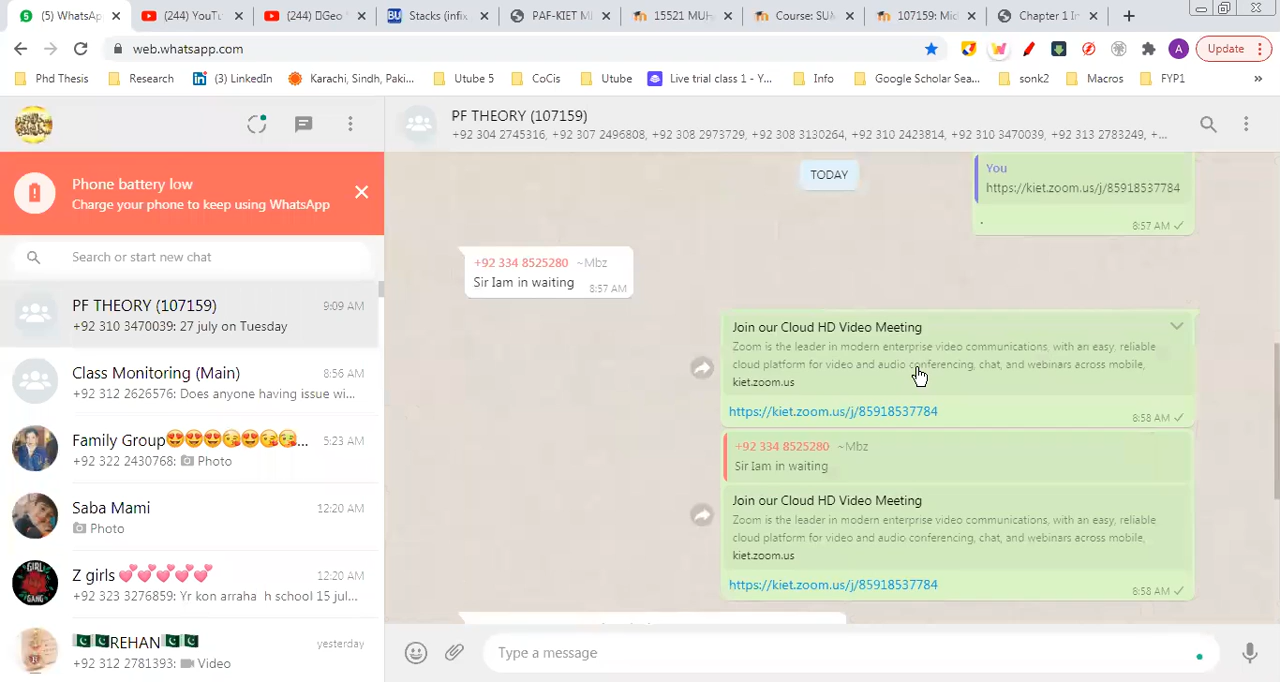 (5) WhatsApp
(244) YouTu
(244) Geo
Stacks (infix
PAF-KIET MI
15521 MUH
Course: SUM
107159: Mic
Chapter 1 In
web.whatsapp.com
A
Update
Phd Thesis
Research
(3) LinkedIn
Karachi, Sindh, Paki...
Utube 5
CoCis
Utube
Live trial class 1 - Y...
Info
Google Scholar Sea...
sonk2
Macros
FYP1
»
Phone battery low
Charge your phone to keep using WhatsApp
Search or start new chat
PF THEORY (107159)
9:09 AM
+92 310 3470039: 27 july on Tuesday
Class Monitoring (Main)
8:56 AM
+92 312 2626576: Does anyone having issue wi...
Family Group😍😍😍😘😍😘😍...
5:23 AM
+92 322 2430768: Photo
Saba Mami
12:20 AM
Photo
Z girls 💕💕💕💕💕
12:20 AM
+92 323 3276839: Yr kon arraha h school 15 jul...
🇵🇰🇵🇰REHAN🇵🇰🇵🇰
yesterday
+92 312 2781393: Video
PF THEORY (107159)
+92 304 2745316, +92 307 2496808, +92 308 2973729, +92 308 3130264, +92 310 2423814, +92 310 3470039, +92 313 2783249, +...
TODAY
You
https://kiet.zoom.us/j/85918537784
.
8:57 AM
+92 334 8525280 ~Mbz
Sir Iam in waiting
8:57 AM
Join our Cloud HD Video Meeting
Zoom is the leader in modern enterprise video communications, with an easy, reliable
cloud platform for video and audio conferencing, chat, and webinars across mobile,
kiet.zoom.us
https://kiet.zoom.us/j/85918537784
8:58 AM
+92 334 8525280 ~Mbz
Sir Iam in waiting
Join our Cloud HD Video Meeting
Zoom is the leader in modern enterprise video communications, with an easy, reliable
cloud platform for video and audio conferencing, chat, and webinars across mobile,
kiet.zoom.us
https://kiet.zoom.us/j/85918537784
8:58 AM
Type a message